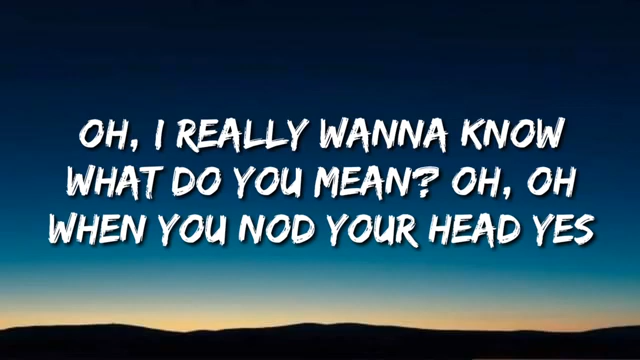 OH, I REALLY WANNA KNOW
WHAT DO YOU MEAN? OH, OH
WHEN YOU NOD YOUR HEAD YES